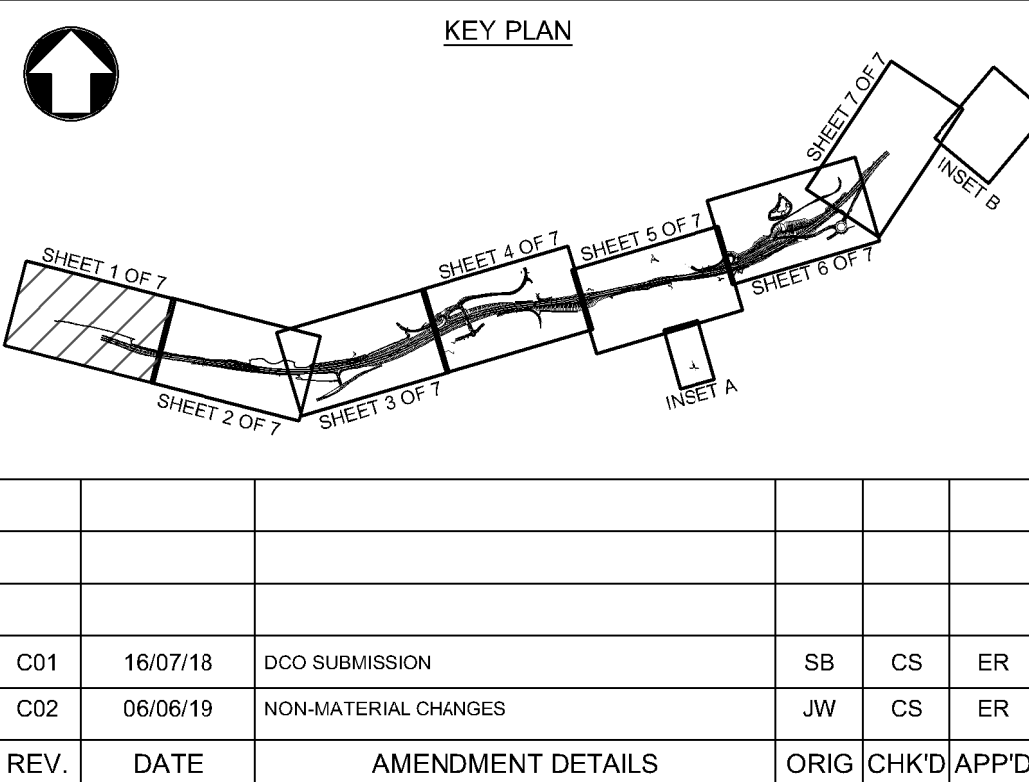 KEY PLAN
SHEET 7 OF 7
INSET B
SHEET 1 OF 7
SHEET 4 OF 7
SHEET 5 OF 7
SHEET 6 OF 7
SHEET 2 OF 7
SHEET 3 OF 7
INSET A
C01 16/07/18 DCO SUBMISSION SB CS ER
C02 06/06/19 NON-MATERIAL CHANGES JW CS ER
REV. DATE AMENDMENT DETAILS ORIG CHK'D APP'D